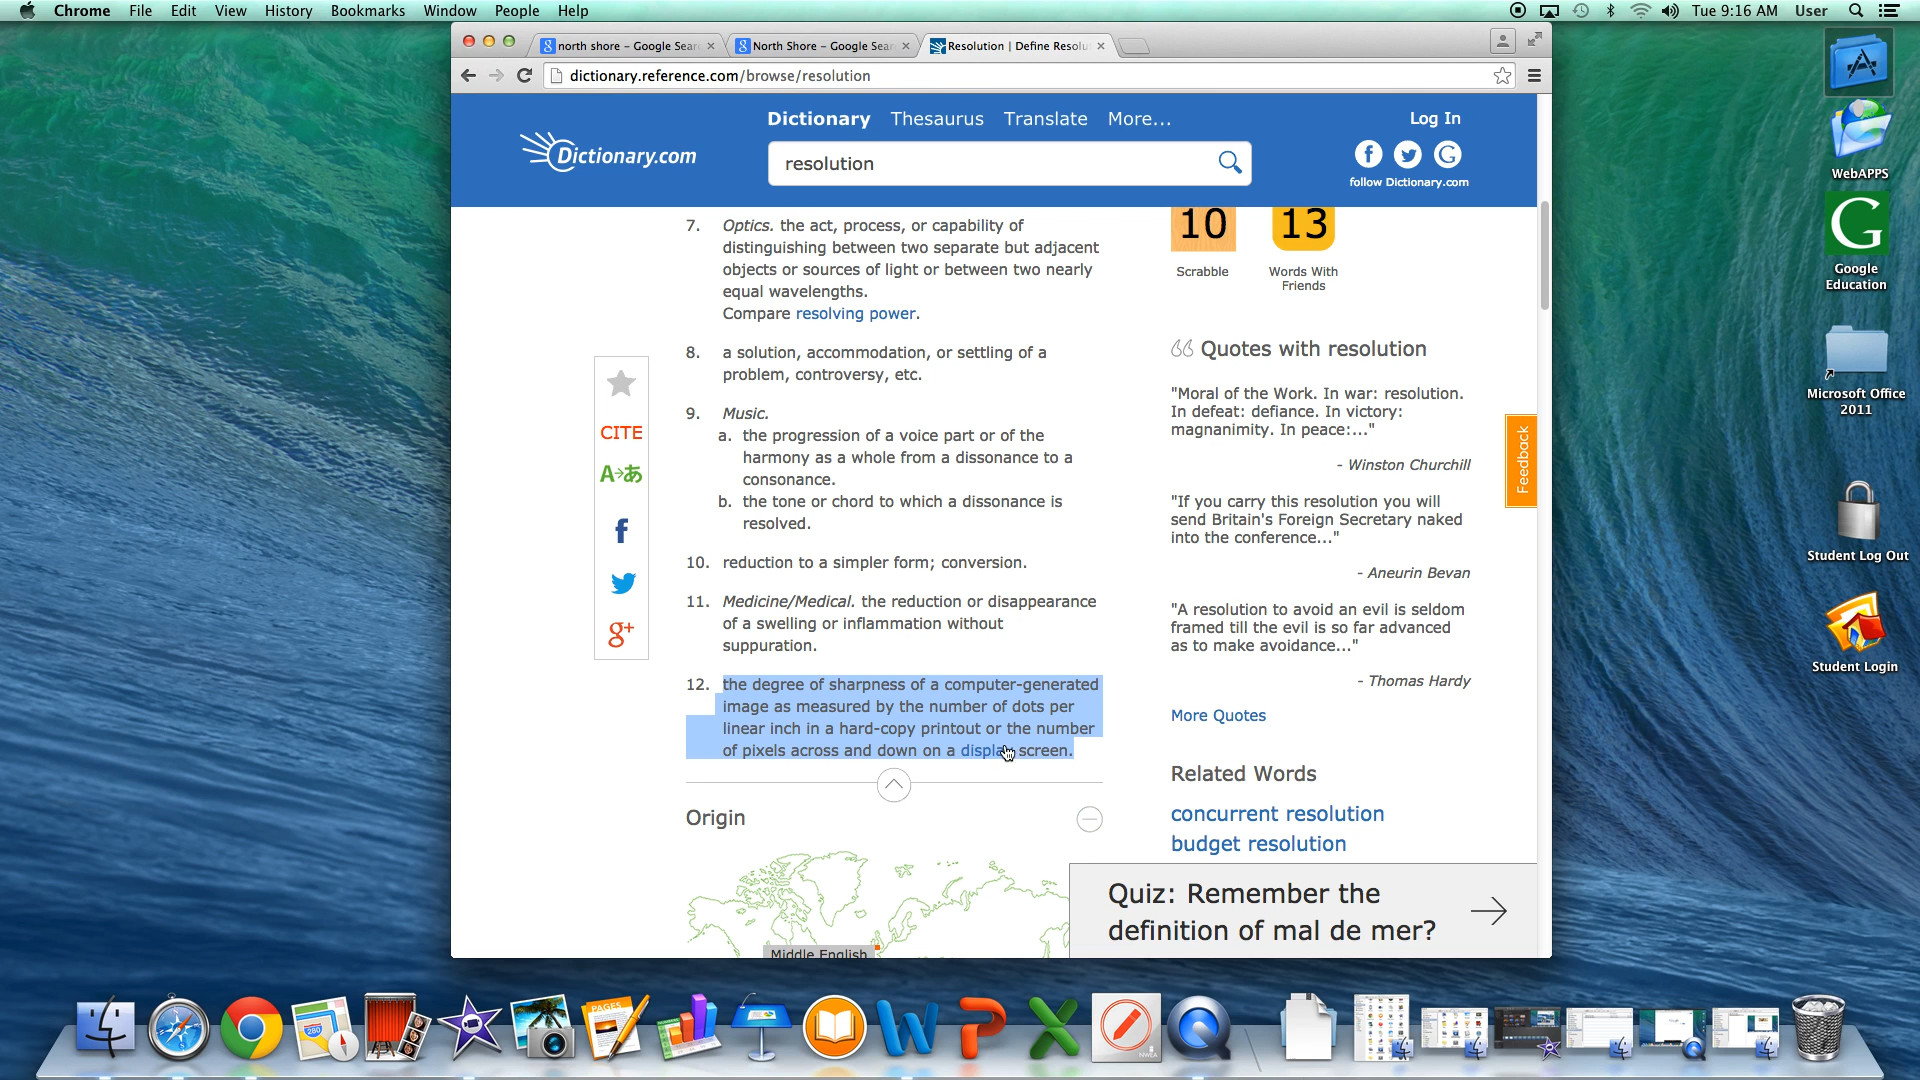 Chrome File Edit View History Bookmarks Window People Help
Tue 9:16 AM User
north shore – Google Sear
North Shore – Google Sear
Resolution | Define Resolu
dictionary.reference.com/browse/resolution
Dictionary.com
Dictionary Thesaurus Translate More...
Log In
resolution
follow Dictionary.com
7. Optics. the act, process, or capability of
distinguishing between two separate but adjacent
objects or sources of light or between two nearly
equal wavelengths.
Compare resolving power.
8. a solution, accommodation, or settling of a
problem, controversy, etc.
9. Music.
a. the progression of a voice part or of the
harmony as a whole from a dissonance to a
consonance.
b. the tone or chord to which a dissonance is
resolved.
10. reduction to a simpler form; conversion.
11. Medicine/Medical. the reduction or disappearance
of a swelling or inflammation without
suppuration.
12. the degree of sharpness of a computer-generated
image as measured by the number of dots per
linear inch in a hard-copy printout or the number
of pixels across and down on a display screen.
Origin
Middle English
CITE
A→あ
f
g+
10 13
Scrabble
Words With
Friends
Quotes with resolution
"Moral of the Work. In war: resolution.
In defeat: defiance. In victory:
magnanimity. In peace:..."
- Winston Churchill
"If you carry this resolution you will
send Britain's Foreign Secretary naked
into the conference..."
- Aneurin Bevan
"A resolution to avoid an evil is seldom
framed till the evil is so far advanced
as to make avoidance..."
- Thomas Hardy
More Quotes
Related Words
concurrent resolution
budget resolution
Quiz: Remember the
definition of mal de mer?
Feedback
WebAPPS
G
Google
Education
Microsoft Office
2011
Student Log Out
Student Login
280
PAGES
NWEA